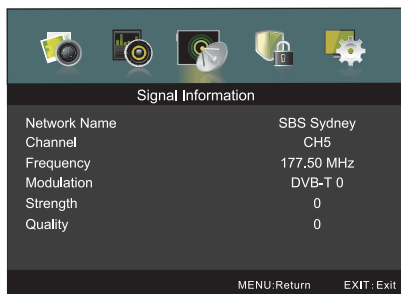 Signal Information
Network Name SBS Sydney
Channel CH5
Frequency 177.50 MHz
Modulation DVB-T 0
Strength 0
Quality 0
MENU:Return EXIT:Exit